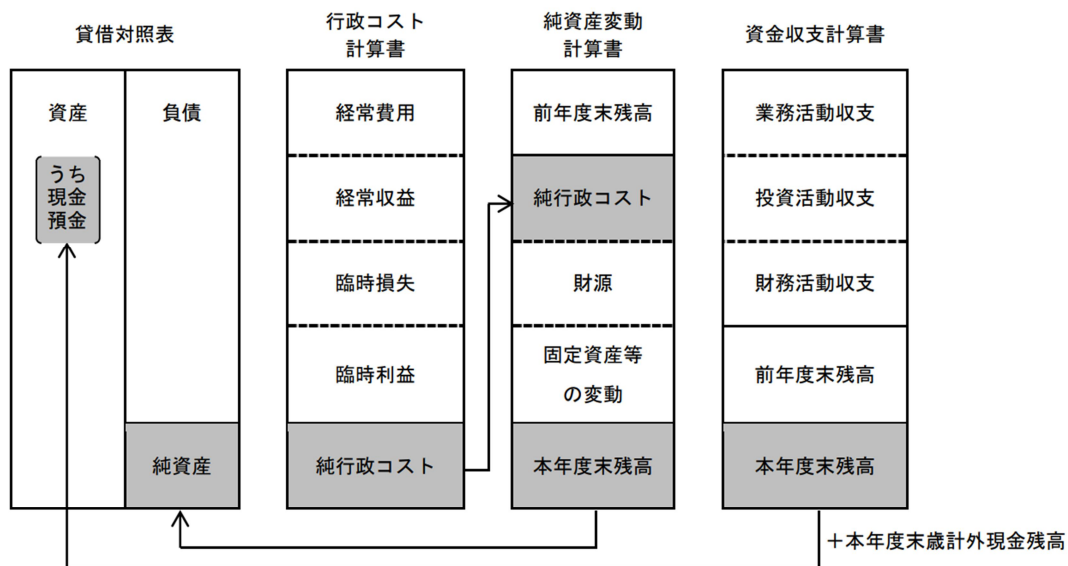 貸借対照表
行政コスト
計算書
純資産変動
計算書
資金収支計算書
資産
負債
うち
現金
預金
純資産
経常費用
経常収益
臨時損失
臨時利益
純行政コスト
前年度末残高
純行政コスト
財源
固定資産等
の変動
本年度末残高
業務活動収支
投資活動収支
財務活動収支
前年度末残高
本年度末残高
＋本年度末歳計外現金残高